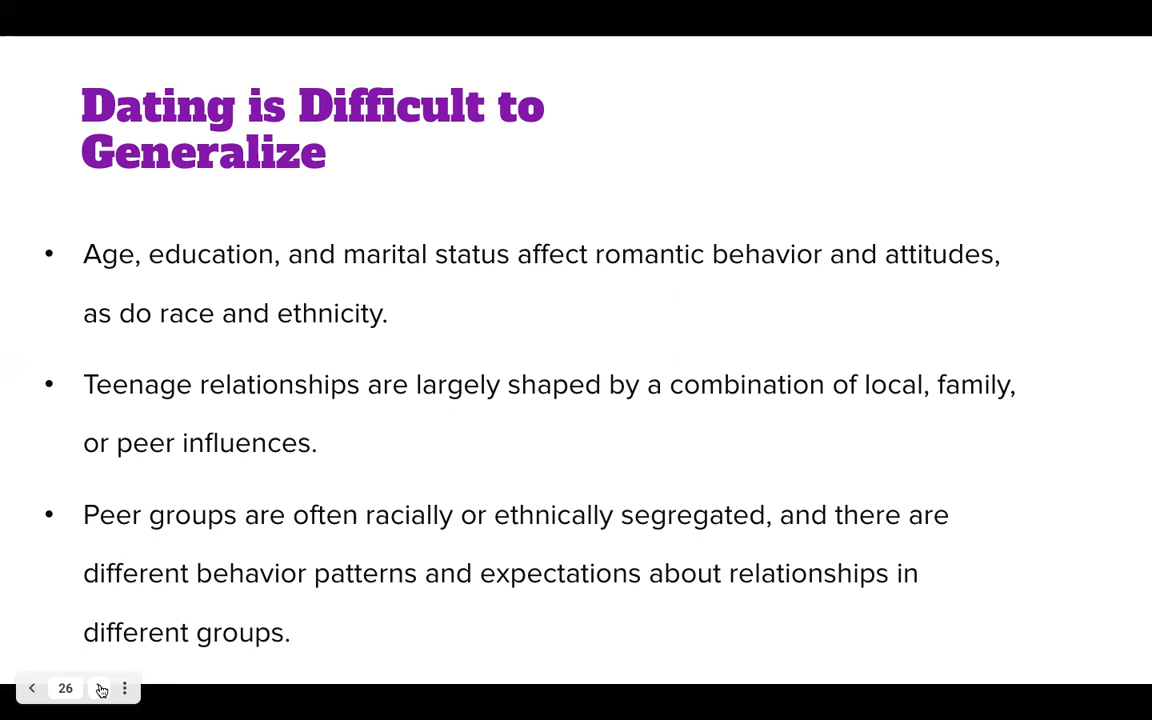 Dating is Difficult to
Generalize
• Age, education, and marital status affect romantic behavior and attitudes,
as do race and ethnicity.
• Teenage relationships are largely shaped by a combination of local, family,
or peer influences.
• Peer groups are often racially or ethnically segregated, and there are
different behavior patterns and expectations about relationships in
different groups.
26